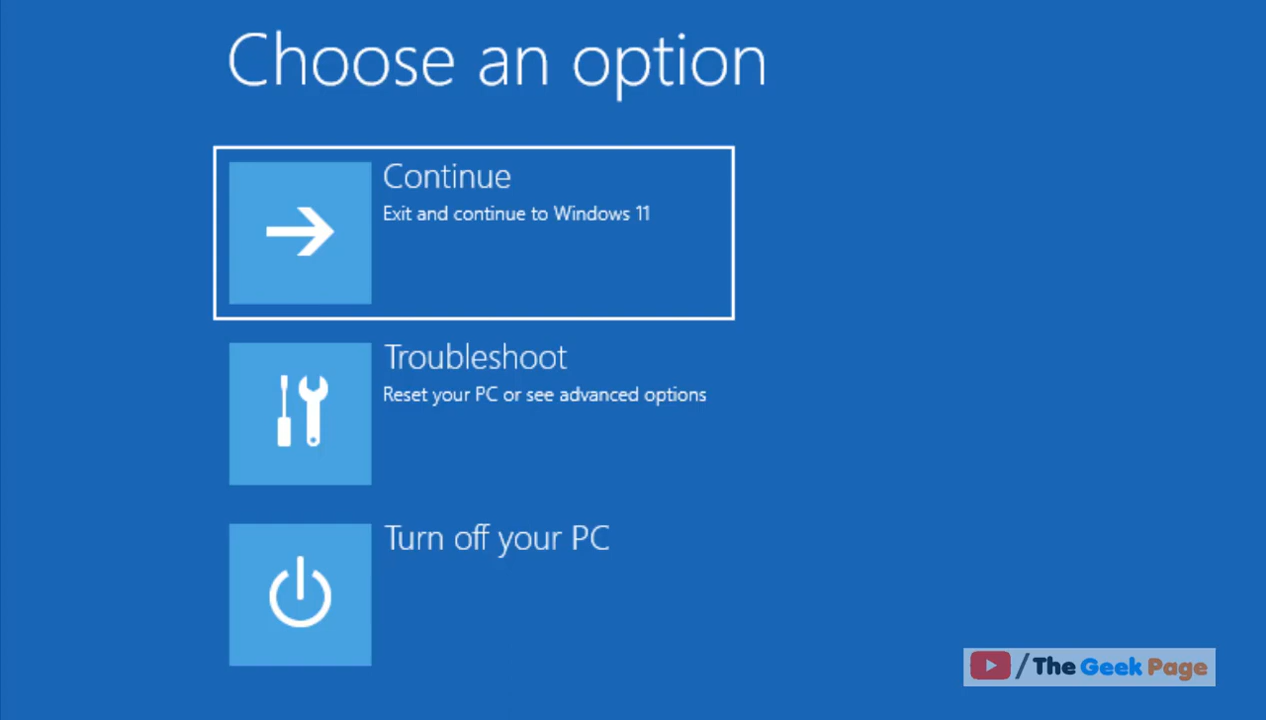 Choose an option
Continue
Exit and continue to Windows 11
Troubleshoot
Reset your PC or see advanced options
Turn off your PC
/The Geek Page